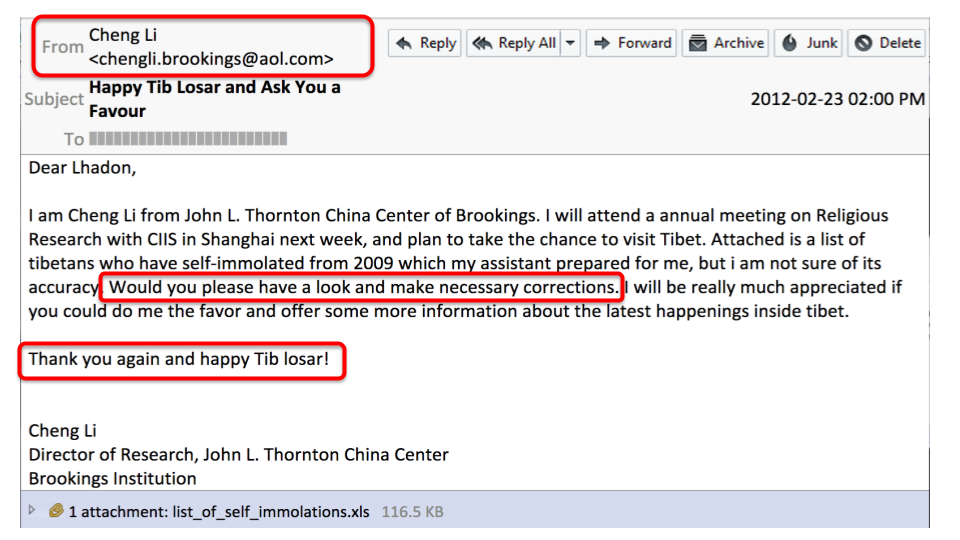 From Cheng Li
<chengli.brookings@aol.com>
Reply Reply All Forward Archive Junk Delete
Subject Happy Tib Losar and Ask You a
Favour
2012-02-23 02:00 PM
To
Dear Lhadon,
I am Cheng Li from John L. Thornton China Center of Brookings. I will attend a annual meeting on Religious
Research with CIIS in Shanghai next week, and plan to take the chance to visit Tibet. Attached is a list of
tibetans who have self-immolated from 2009 which my assistant prepared for me, but i am not sure of its
accuracy. Would you please have a look and make necessary corrections. I will be really much appreciated if
you could do me the favor and offer some more information about the latest happenings inside tibet.
Thank you again and happy Tib losar!
Cheng Li
Director of Research, John L. Thornton China Center
Brookings Institution
1 attachment: list_of_self_immolations.xls 116.5 KB